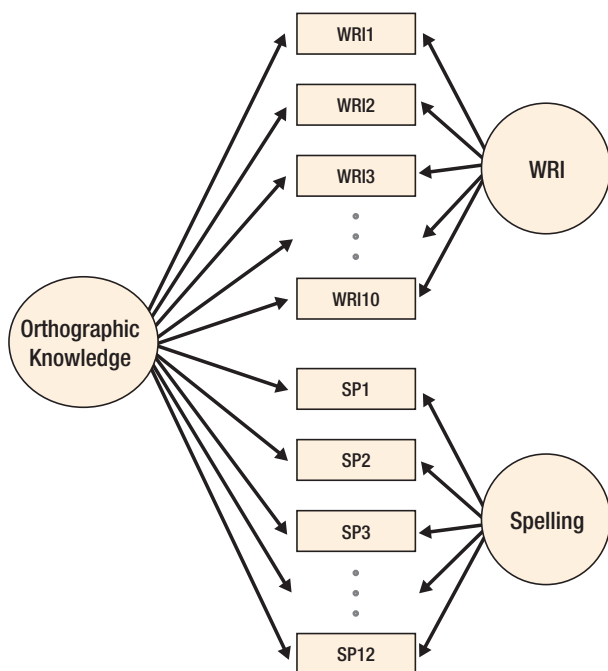 WRI1
WRI2
WRI3
WRI10
WRI
Orthographic
Knowledge
SP1
SP2
SP3
SP12
Spelling